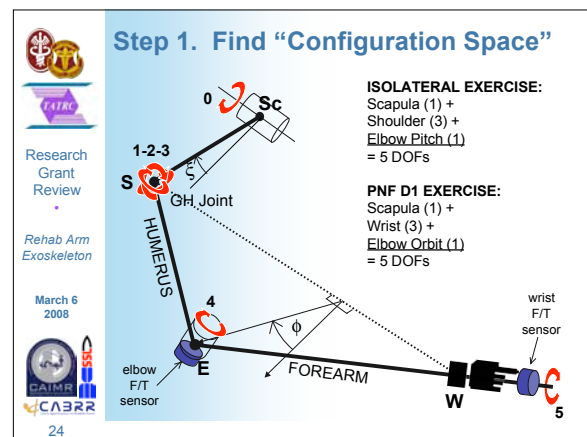 Step 1. Find “Configuration Space”
TATRC
Research
Grant
Review
•
Rehab Arm
Exoskeleton
March 6
2008
CAIMR
SSL
CABRR
24
0
Sc
1-2-3
ξ
S
GH Joint
HUMERUS
4
ϕ
E
FOREARM
elbow
F/T
sensor
W
wrist
F/T
sensor
5
ISOLATERAL EXERCISE:
Scapula (1) +
Shoulder (3) +
Elbow Pitch (1)
= 5 DOFs
PNF D1 EXERCISE:
Scapula (1) +
Wrist (3) +
Elbow Orbit (1)
= 5 DOFs